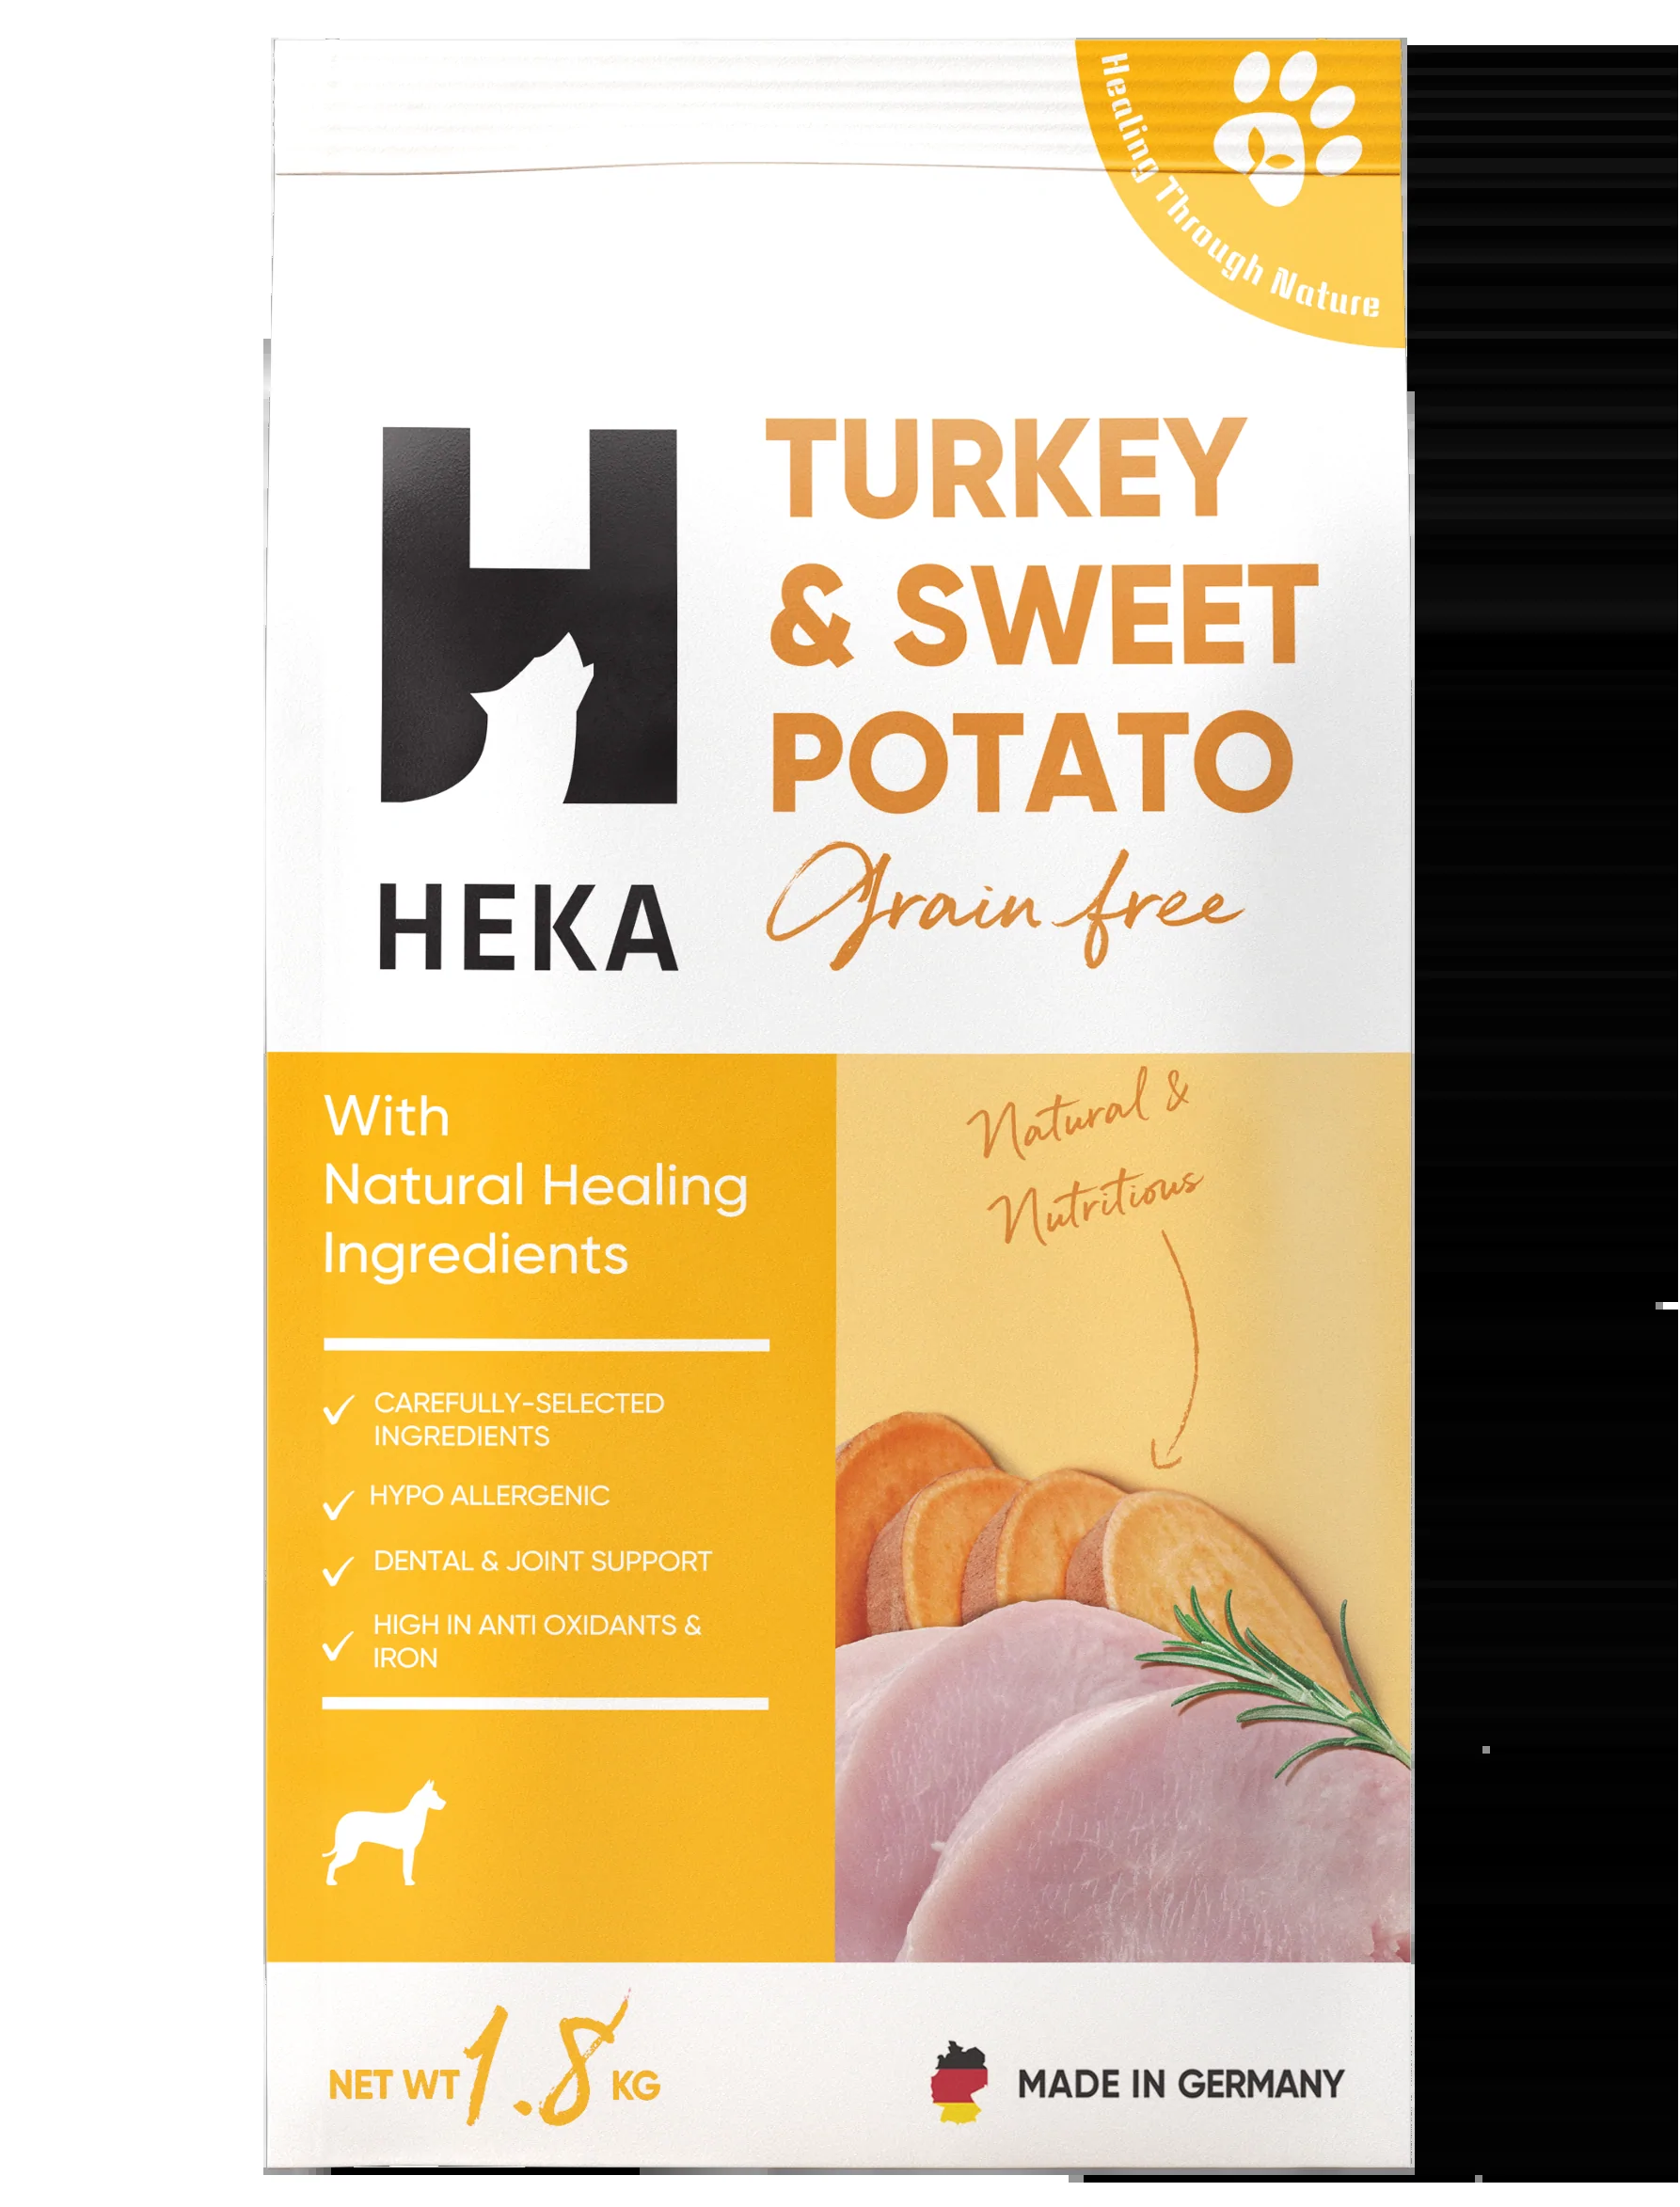 Healing Through Nature
TURKEY
& SWEET
POTATO
Grain free
HEKA
With
Natural Healing
Ingredients
CAREFULLY-SELECTED
INGREDIENTS
HYPO ALLERGENIC
DENTAL & JOINT SUPPORT
HIGH IN ANTI OXIDANTS &
IRON
Natural &
Nutritious
NET WT 1.8 KG
MADE IN GERMANY